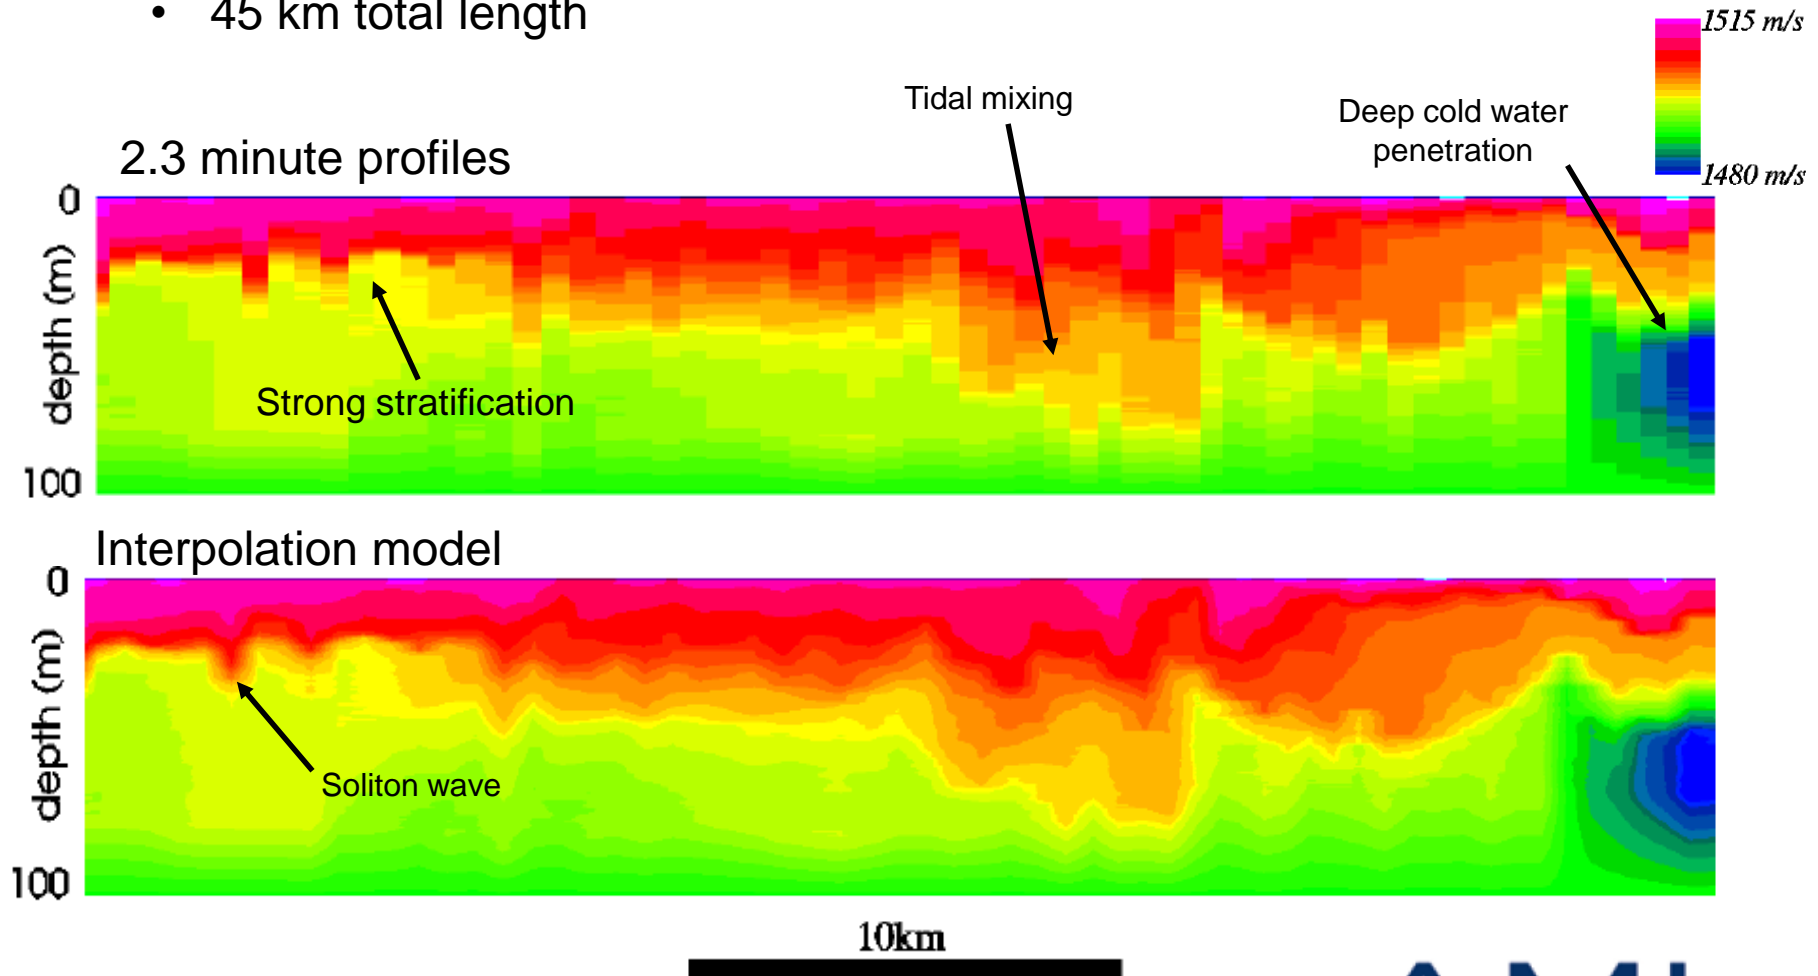 • 45 km total length
1515 m/s
1480 m/s
Tidal mixing
Deep cold water
penetration
2.3 minute profiles
0
depth (m)
100
Strong stratification
Interpolation model
0
depth (m)
100
Soliton wave
10km